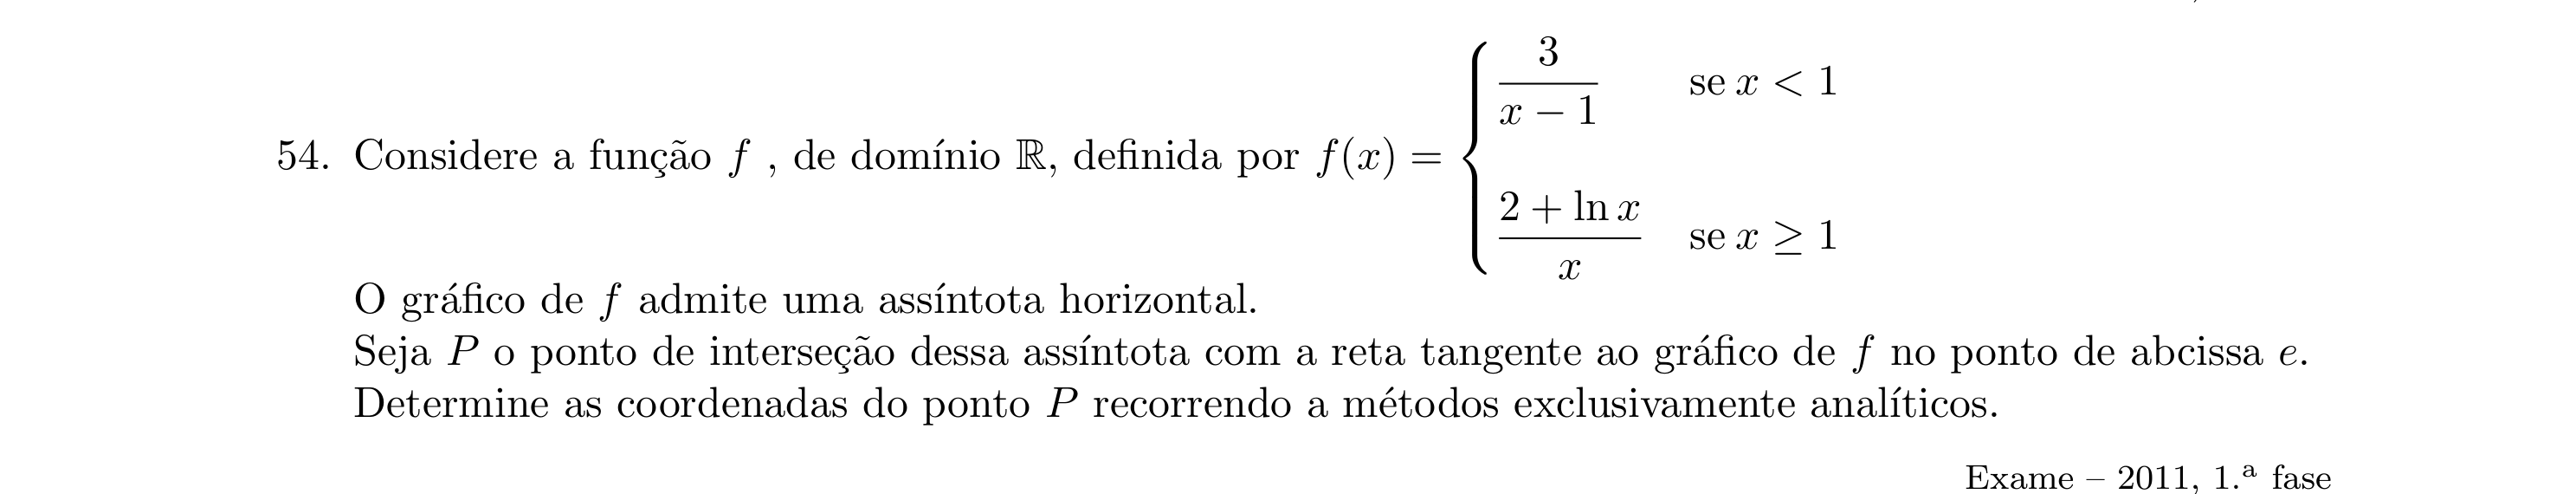 54. Considere a função f , de domínio ℝ, definida por f(x) = { 3/(x − 1) se x < 1; (2 + ln x)/x se x ≥ 1
O gráfico de f admite uma assíntota horizontal.
Seja P o ponto de interseção dessa assíntota com a reta tangente ao gráfico de f no ponto de abcissa e.
Determine as coordenadas do ponto P recorrendo a métodos exclusivamente analíticos.
Exame – 2011, 1.ª fase